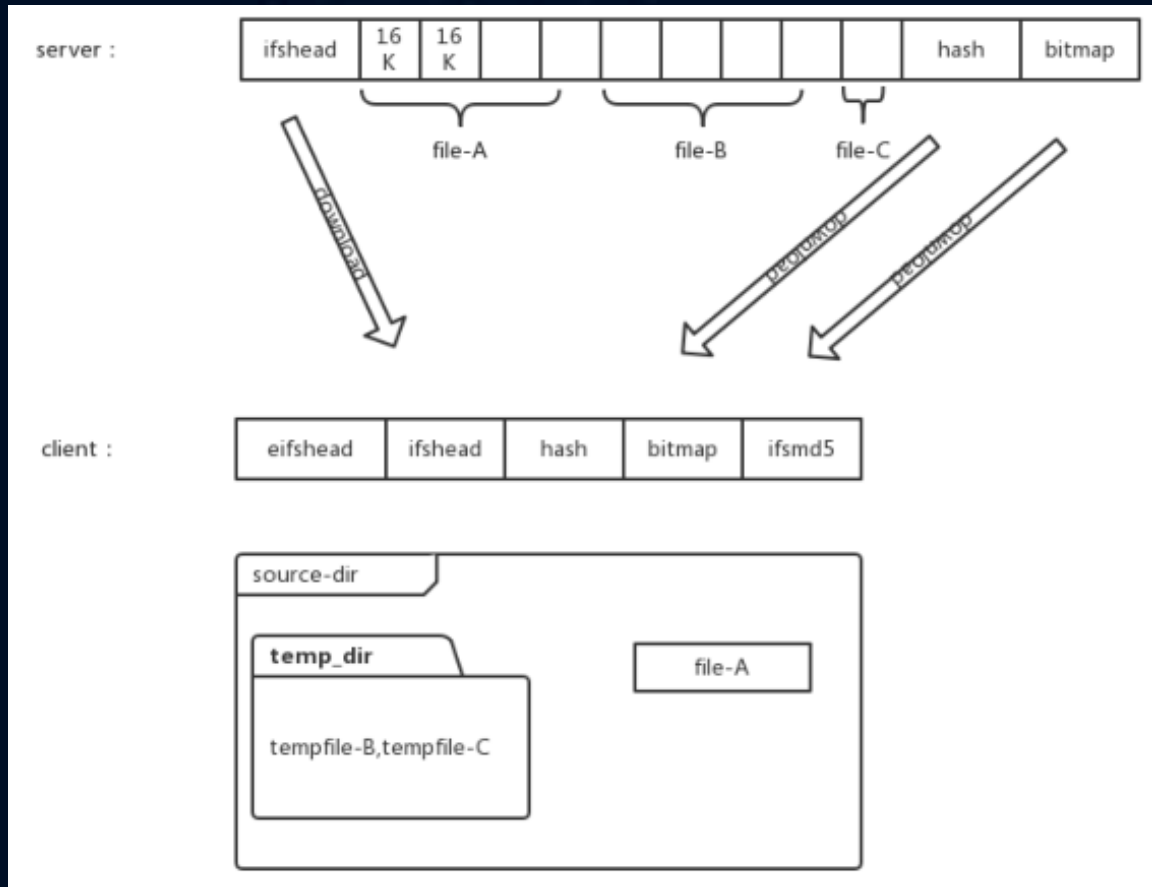 server :
ifshead
16
K
16
K
hash
bitmap
file-A
file-B
file-C
download
download
download
client :
eifshead
ifshead
hash
bitmap
ifsmd5
source-dir
temp_dir
file-A
tempfile-B,tempfile-C